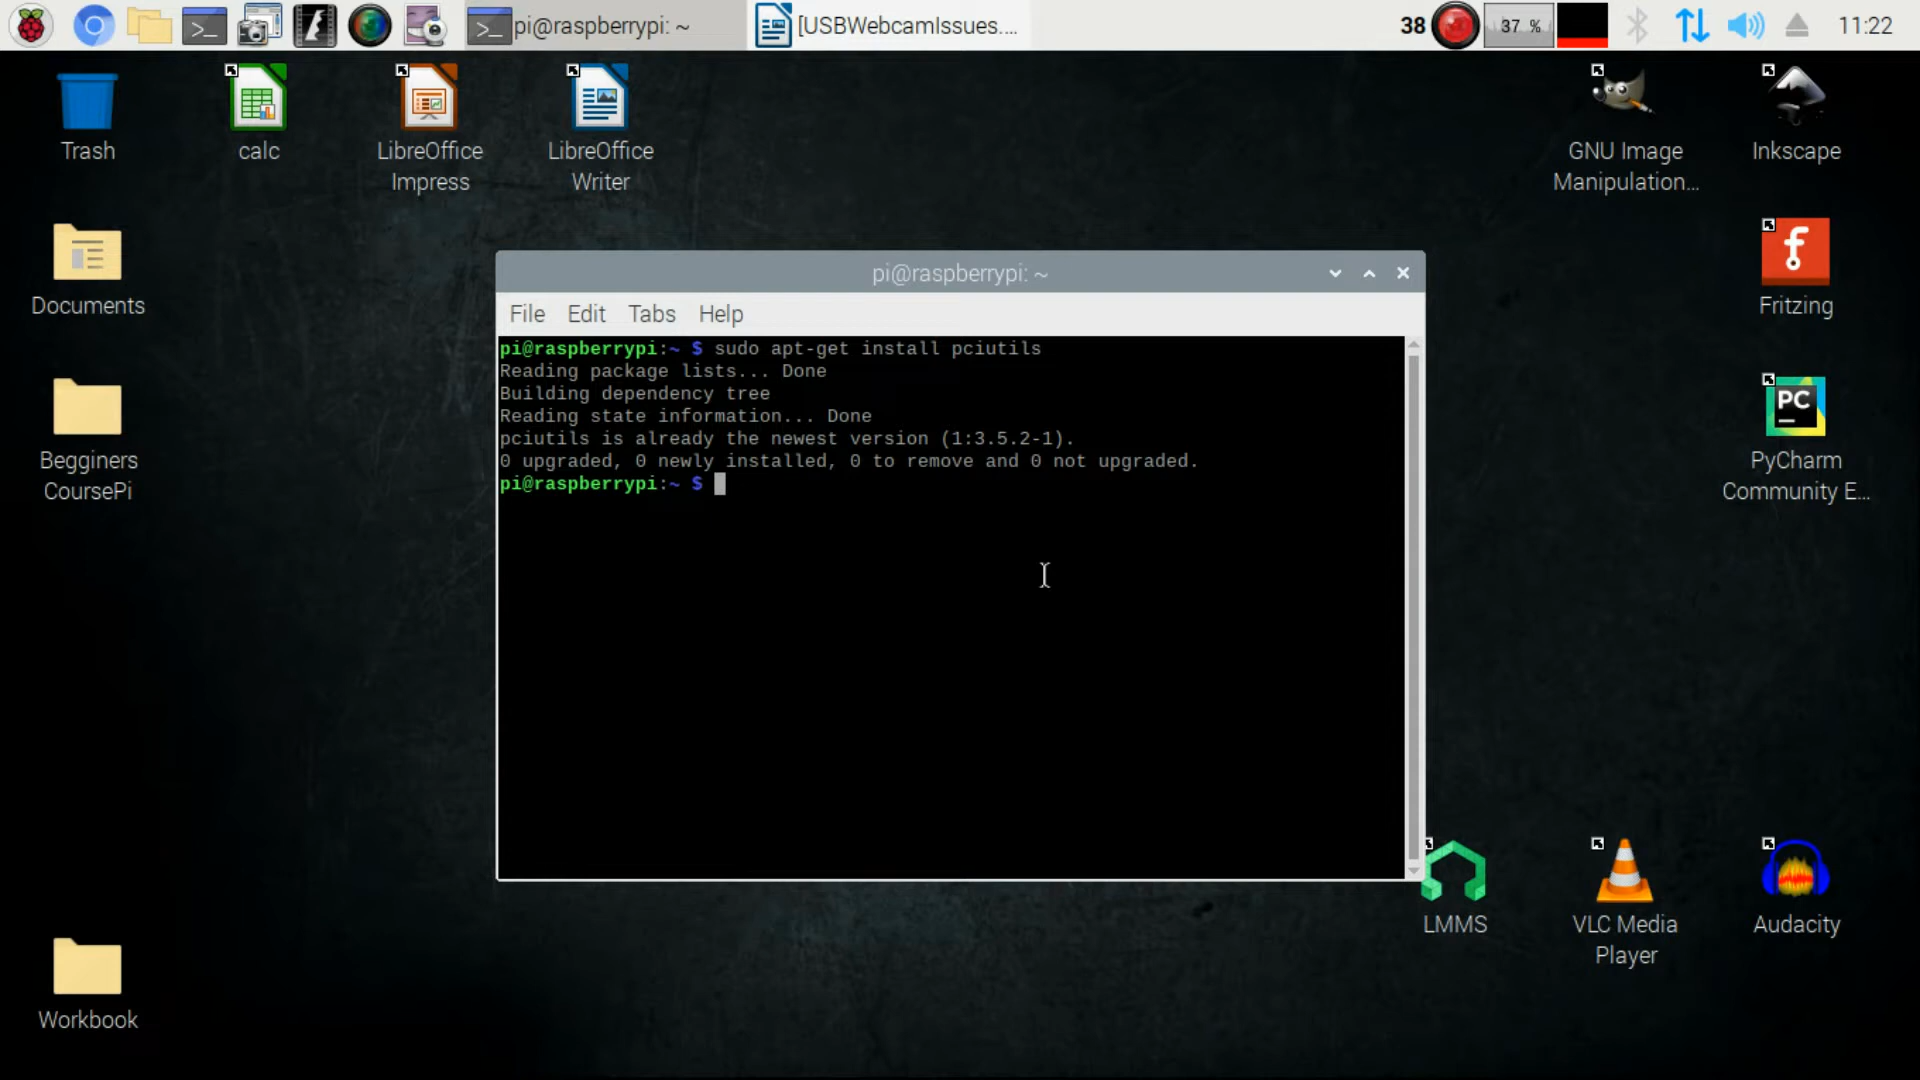 pi@raspberrypi: ~
[USBWebcamIssues....
38
37 %
11:22
Trash
calc
LibreOffice
Impress
LibreOffice
Writer
GNU Image
Manipulation...
Inkscape
Documents
Fritzing
Begginers
CoursePi
PC
PyCharm
Community E...
pi@raspberrypi: ~
File Edit Tabs Help
pi@raspberrypi:~ $ sudo apt-get install pciutils
Reading package lists... Done
Building dependency tree
Reading state information... Done
pciutils is already the newest version (1:3.5.2-1).
0 upgraded, 0 newly installed, 0 to remove and 0 not upgraded.
pi@raspberrypi:~ $
LMMS
VLC Media
Player
Audacity
Workbook